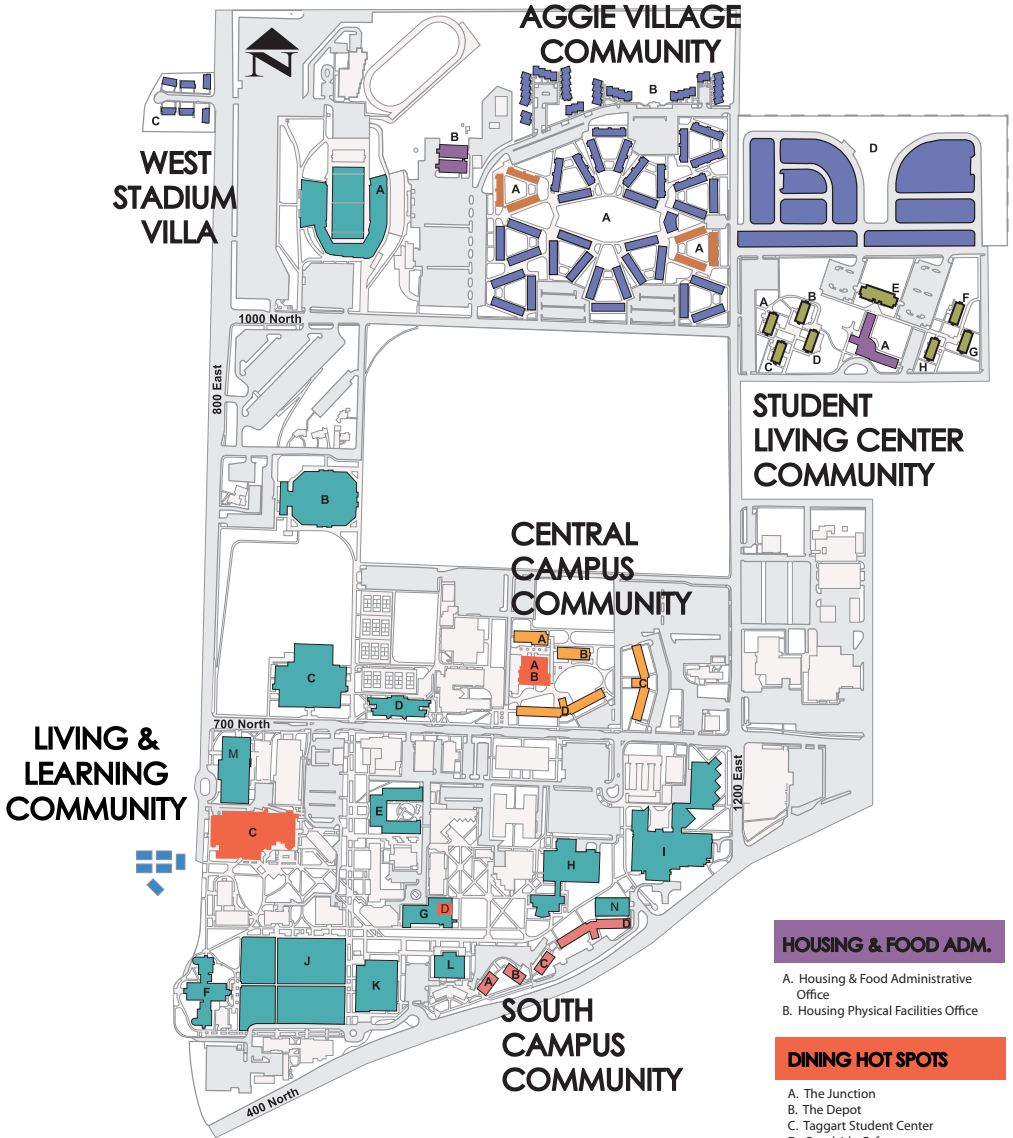 AGGIE VILLAGE
COMMUNITY
N
B
C
B
D
WEST
STADIUM
VILLA
A
A
A
A
1000 North
E
F
A
B
A
G
C
D
H
800 East
STUDENT
LIVING CENTER
COMMUNITY
B
CENTRAL
CAMPUS
COMMUNITY
A
B
A
B
C
C
D
D
700 North
LIVING &
LEARNING
COMMUNITY
M
1200 East
E
C
I
H
G
D
N
D
J
L
C
B
A
K
F
SOUTH
CAMPUS
COMMUNITY
400 North
HOUSING & FOOD ADM.
A. Housing & Food Administrative
Office
B. Housing Physical Facilities Office
DINING HOT SPOTS
A. The Junction
B. The Depot
C. Taggart Student Center